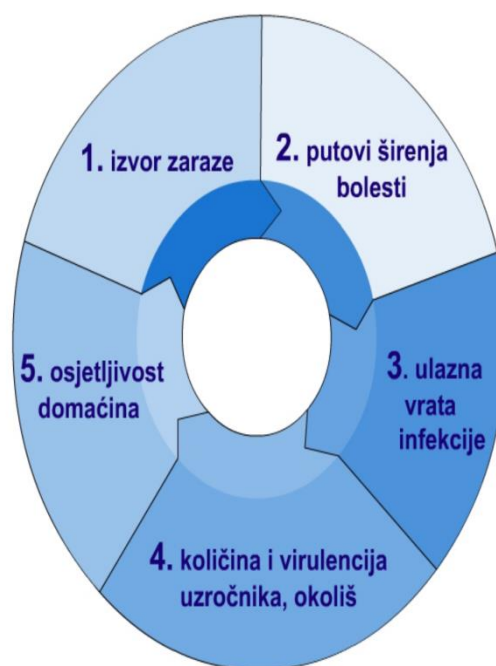 1. izvor zaraze
2. putovi širenja
bolesti
3. ulazna
vrata
infekcije
4. količina i virulencija
uzročnika, okoliš
5. osjetljivost
domaćina